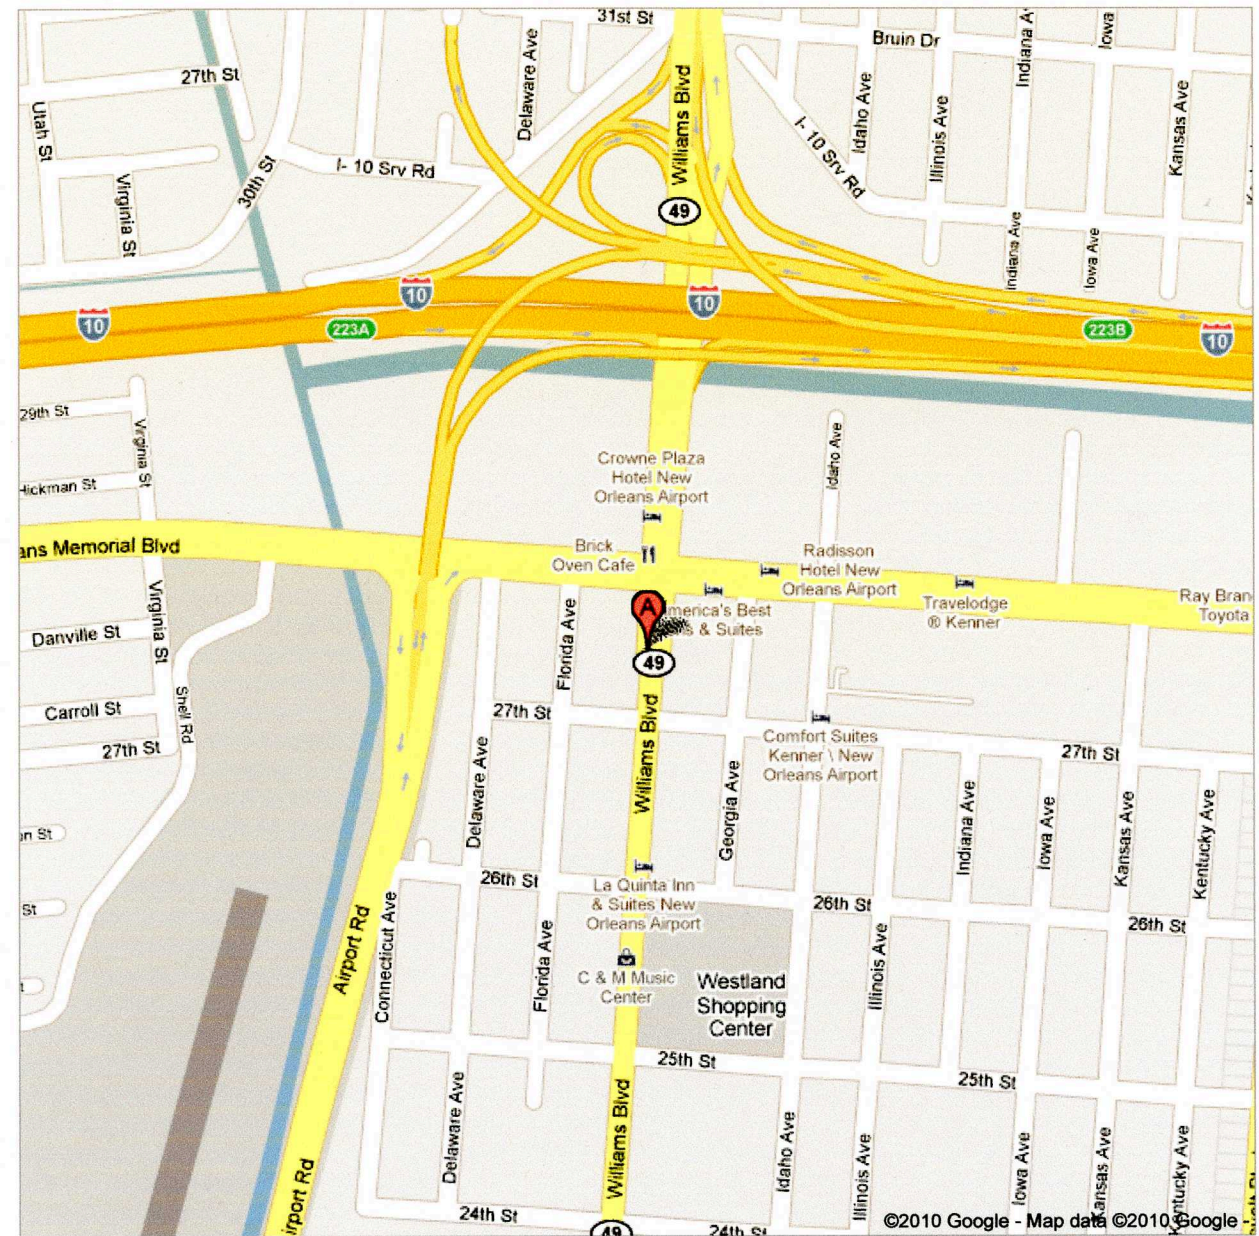 31st St
Bruin Dr
Indiana A
Iowa
27th St
Delaware Ave
Williams Blvd
Idaho Ave
Illinois Ave
Kansas Ave
Utah St
I- 10 Srv Rd
I- 10 Srv Rd
30th St
Virginia St
49
Indiana Ave
Iowa Ave
10
10
10
10
223A
223B
29th St
Virginia St
Idaho Ave
Crowne Plaza
Hotel New
Orleans Airport
Hickman St
ans Memorial Blvd
Brick
Oven Cafe
Radisson
Hotel New
Orleans Airport
Travelodge
® Kenner
Ray Bran
Toyota
A
merica's Best
& Suites
Virginia St
Danville St
Florida Ave
49
Carroll St
Shell Rd
27th St
27th St
Williams Blvd
Comfort Suites
Kenner \ New
Orleans Airport
27th St
Delaware Ave
Georgia Ave
Indiana Ave
Iowa Ave
Kansas Ave
Kentucky Ave
n St
26th St
La Quinta Inn
& Suites New
Orleans Airport
26th St
26th St
St
Airport Rd
Connecticut Ave
Florida Ave
Illinois Ave
C & M Music
Center
Westland
Shopping
Center
25th St
25th St
Delaware Ave
Williams Blvd
Idaho Ave
Illinois Ave
Iowa Ave
Kansas Ave
Kentucky Ave
irport Rd
24th St
49
24th St
©2010 Google - Map data ©2010 Google -